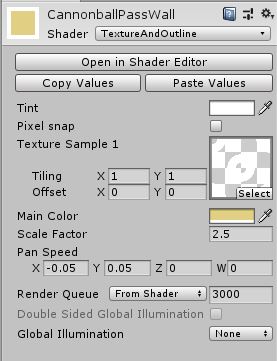 CannonballPassWall
Shader TextureAndOutline
Open in Shader Editor
Copy Values Paste Values
Tint
Pixel snap
Texture Sample 1
Tiling X 1 Y 1
Offset X 0 Y 0
Select
Main Color
Scale Factor 2.5
Pan Speed
X -0.05 Y 0.05 Z 0 W 0
Render Queue From Shader 3000
Double Sided Global Illumination
Global Illumination None